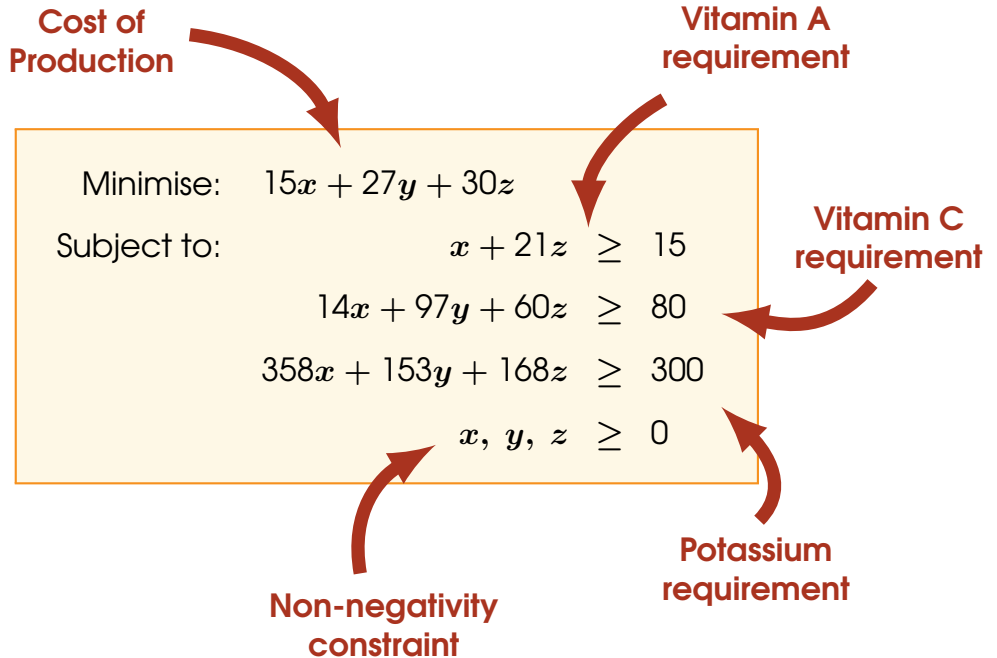 Cost of
Production
Vitamin A
requirement
Minimise: 15x + 27y + 30z
Subject to: x + 21z ≥ 15
Vitamin C
requirement
14x + 97y + 60z ≥ 80
358x + 153y + 168z ≥ 300
x, y, z ≥ 0
Potassium
requirement
Non-negativity
constraint